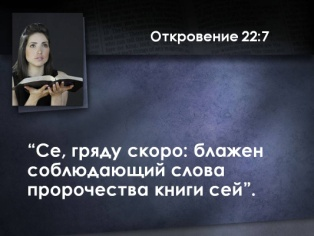 Откровение 22:7
“Се, гряду скоро: блажен
соблюдающий слова
пророчества книги сей”.